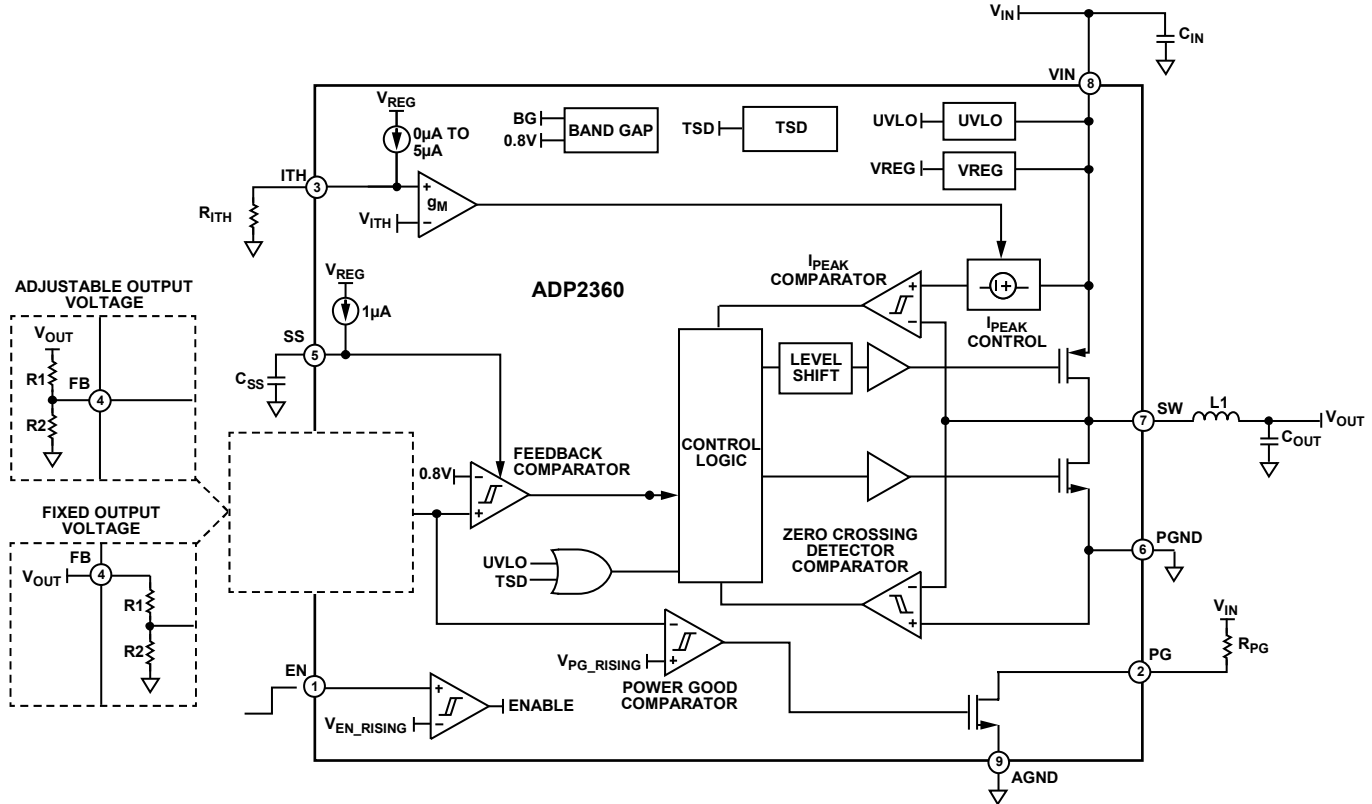 VIN
CIN
VIN
8
VREG
0µA TO
5µA
BG
0.8V
BAND GAP
TSD
TSD
UVLO
UVLO
VREG
VREG
ITH
3
RITH
+
gM
−
VITH
ADP2360
IPEAK
COMPARATOR
+
−
I+
IPEAK
CONTROL
VREG
1µA
SS
5
CSS
ADJUSTABLE OUTPUT
VOLTAGE
VOUT
R1
FB
4
R2
CONTROL
LOGIC
LEVEL
SHIFT
SW
7
L1
VOUT
COUT
0.8V
−
+
FEEDBACK
COMPARATOR
FIXED OUTPUT
VOLTAGE
FB
VOUT
4
R1
R2
UVLO
TSD
ZERO CROSSING
DETECTOR
COMPARATOR
−
+
PGND
6
VIN
RPG
PG
2
−
+
VPG_RISING
POWER GOOD
COMPARATOR
EN
1
+
−
VEN_RISING
ENABLE
9
AGND